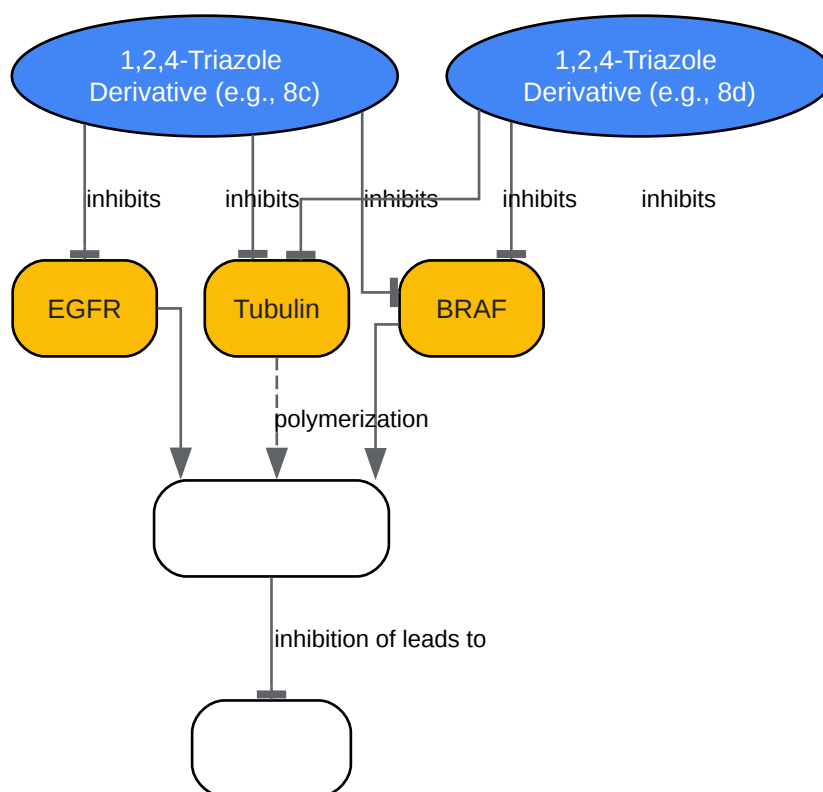 1,2,4-Triazole
Derivative (e.g., 8c)
1,2,4-Triazole
Derivative (e.g., 8d)
inhibits
inhibits
inhibits
inhibits
inhibits
EGFR
Tubulin
BRAF
polymerization
inhibition of leads to